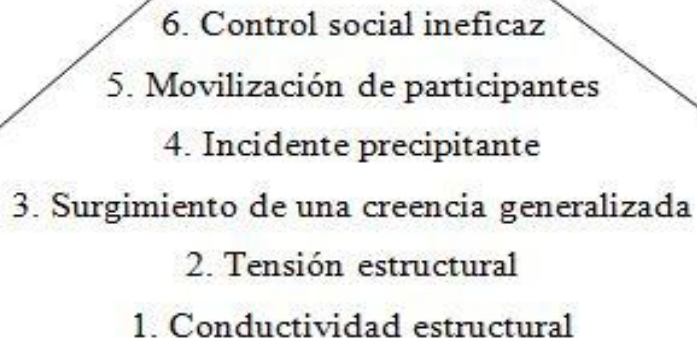 6. Control social ineficaz
5. Movilización de participantes
4. Incidente precipitante
3. Surgimiento de una creencia generalizada
2. Tensión estructural
1. Conductividad estructural